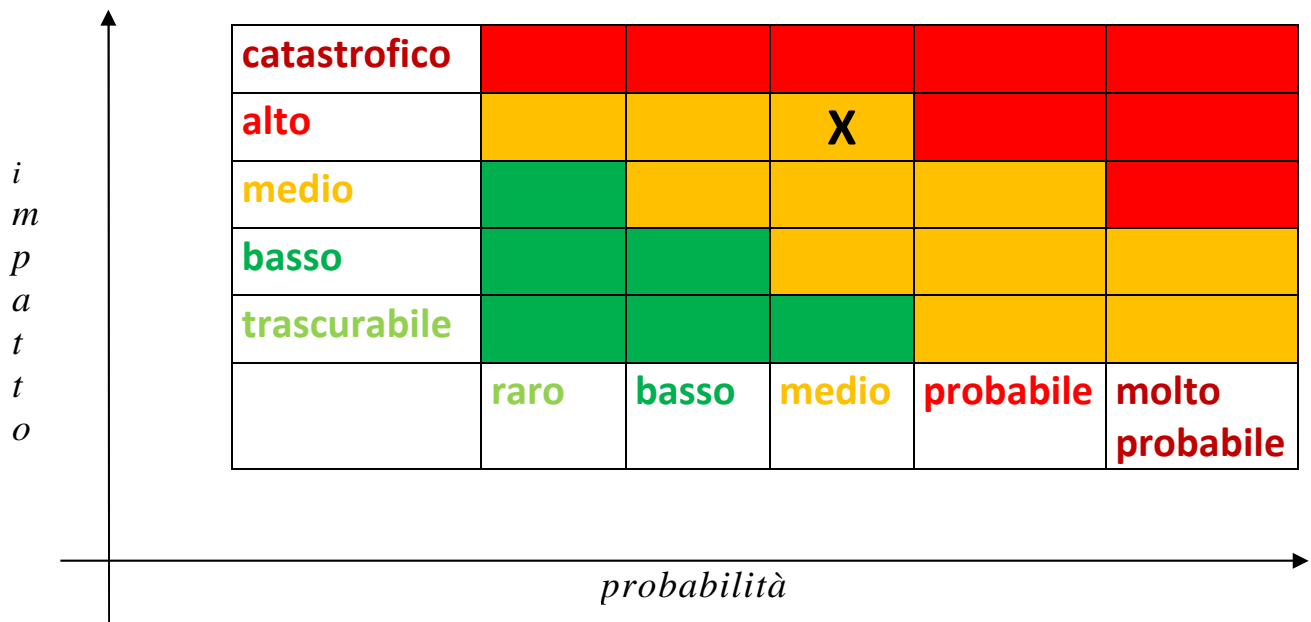 catastrofico
alto
X
medio
basso
trascurabile
raro basso medio probabile molto
probabile
i
m
p
a
t
t
o
probabilità